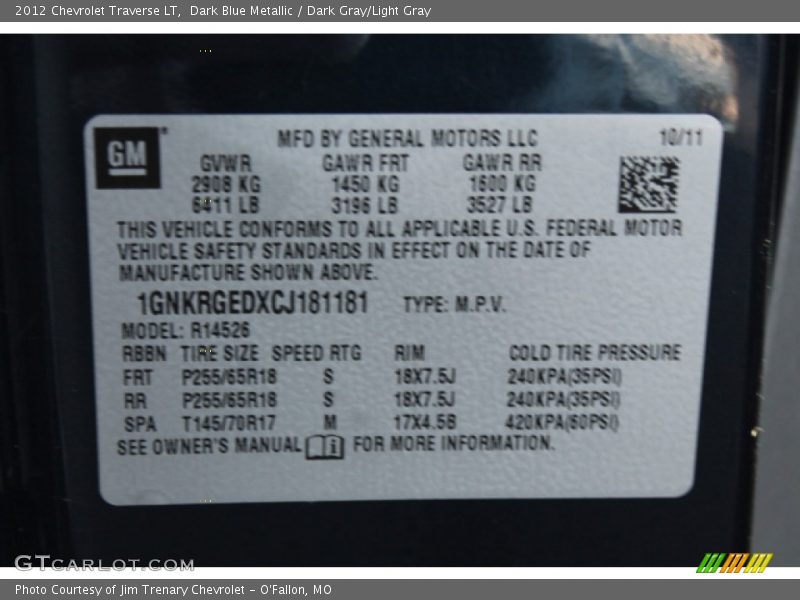 2012 Chevrolet Traverse LT,  Dark Blue Metallic / Dark Gray/Light Gray
GM
MFD BY GENERAL MOTORS LLC 10/11
GVWR GAWR FRT GAWR RR
2908 KG 1450 KG 1600 KG
6411 LB 3196 LB 3527 LB
THIS VEHICLE CONFORMS TO ALL APPLICABLE U.S. FEDERAL MOTOR
VEHICLE SAFETY STANDARDS IN EFFECT ON THE DATE OF
MANUFACTURE SHOWN ABOVE.
1GNKRGEDXCJ181181 TYPE: M.P.V.
MODEL: R14526
RBBN TIRE SIZE SPEED RTG RIM COLD TIRE PRESSURE
FRT P255/65R18 S 18X7.5J 240KPA(35PSI)
RR P255/65R18 S 18X7.5J 240KPA(35PSI)
SPA T145/70R17 M 17X4.5B 420KPA(60PSI)
SEE OWNER'S MANUAL FOR MORE INFORMATION.
GTCARLOT.COM
Photo Courtesy of Jim Trenary Chevrolet - O'Fallon, MO